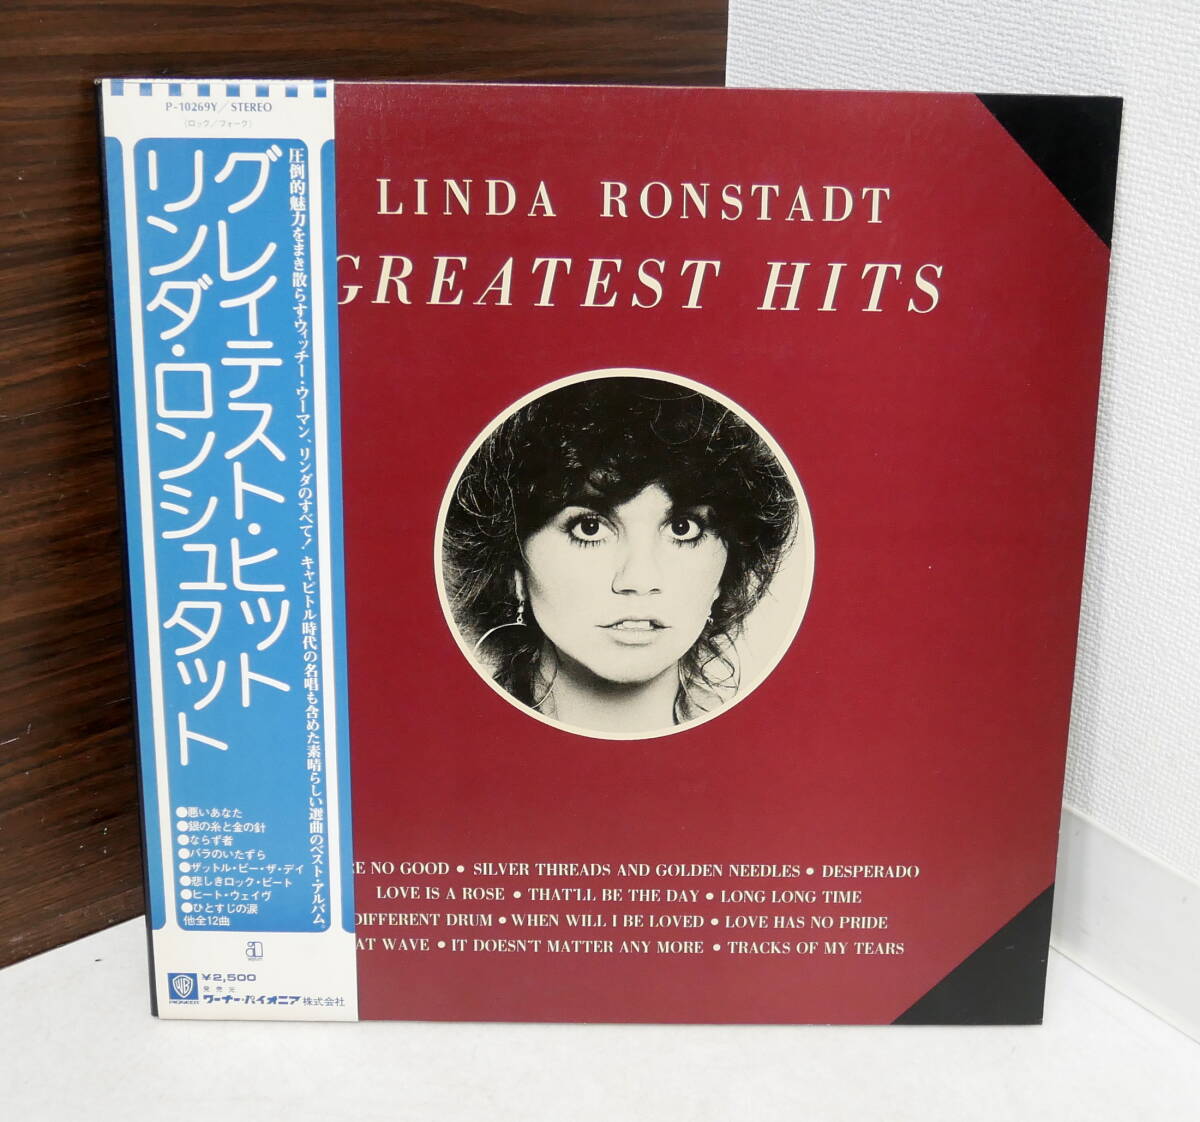 P-10269Y/STEREO
(ロック/フォーク)
グレイテスト・ヒット
リンダ・ロンシュタット
圧倒的魅力をまき散らすウィッチー・ウーマン、リンダのすべて! キャピトル時代の名唱も含めた素晴らしい選曲のベスト・アルバム。
●悪いあなた
●銀の糸と金の針
●ならず者
●バラのいたずら
●ザットル・ビー・ザ・デイ
●悲しきロック・ビート
●ヒート・ウェイヴ
●ひとすじの涙
他全12曲
¥2,500
発売元
WB
PIONEER
ワーナー・パイオニア株式会社
LINDA RONSTADT
GREATEST HITS
RE NO GOOD • SILVER THREADS AND GOLDEN NEEDLES • DESPERADO
LOVE IS A ROSE • THAT'LL BE THE DAY • LONG LONG TIME
DIFFERENT DRUM • WHEN WILL I BE LOVED • LOVE HAS NO PRIDE
AT WAVE • IT DOESN'T MATTER ANY MORE • TRACKS OF MY TEARS